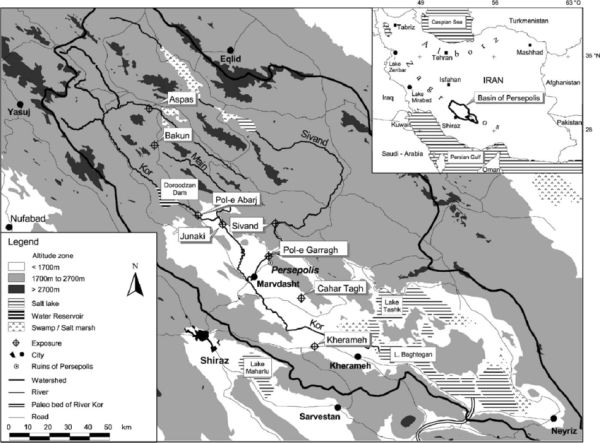 49
56
63 °O
Caspian Sea
Turkmenistan
Tabriz
Alborz
Mashhad
Tehran
35 °N
Lake
Zeribar
Zagros
Isfahan
IRAN
Afghanistan
Lake
Mirabad
Iraq
Basin of Persepolis
Pakistan
Kuwait
Shiraz
28
Saudi - Arabia
Persian Gulf
Oman
Eqlid
Aspas
Yasuj
Bakun
Sivand
Main
Kor
Doroodzan
Dam
Pol-e Abarj
Nufabad
Junaki
Sivand
Pol-e Garragh
Persepolis
Marvdasht
Cahar Tagh
Lake
Tashk
Kor
Kherameh
L. Baghtegan
Shiraz
Lake
Maharlu
Kherameh
Sarvestan
Neyriz
Legend
Altitude zone
< 1700m
1700m to 2700m
> 2700m
N
Salt lake
Water Reservoir
Swamp / Salt marsh
Exposure
City
Ruins of Persepolis
Watershed
River
Paleo bed of River Kor
Road
0 10 20 30 40 50
km